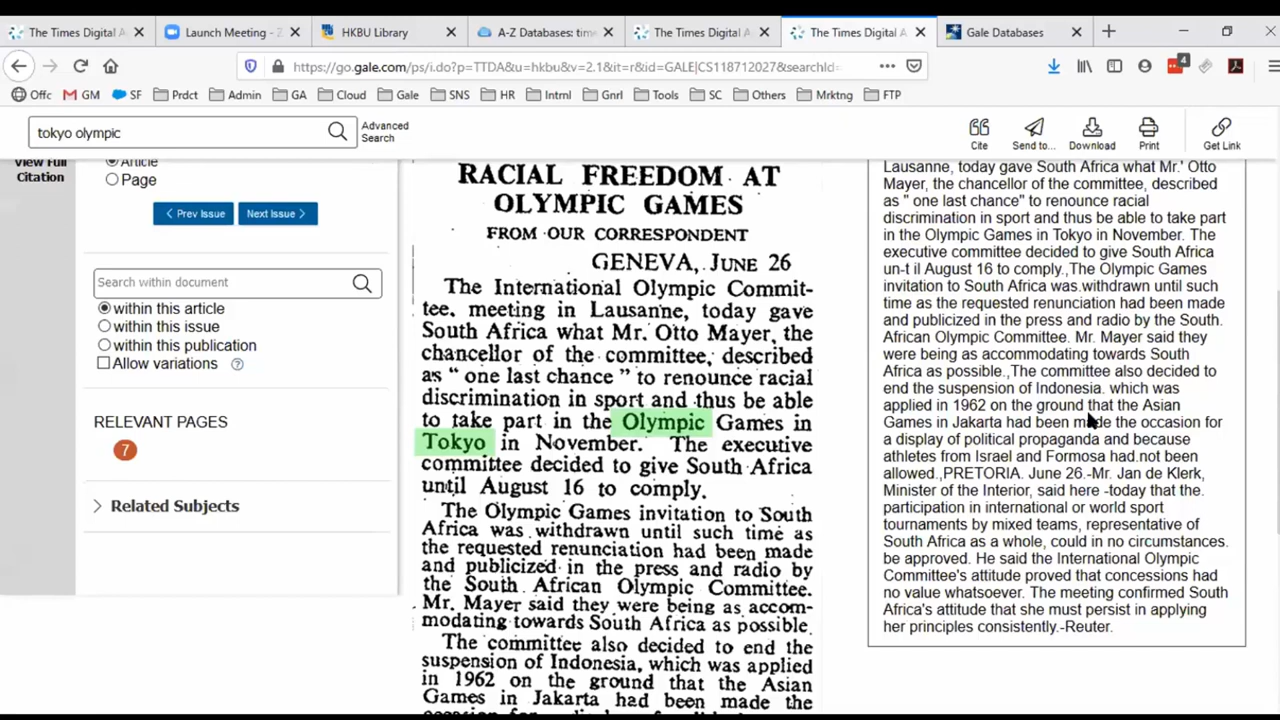 The Times Digital A
Launch Meeting - Z
HKBU Library
A-Z Databases: time
The Times Digital A
The Times Digital A
Gale Databases
https://go.gale.com/ps/i.do?p=TTDA&u=hkbu&v=2.1&it=r&id=GALE|CS118712027&searchId=
4
Offc
GM
SF
Prdct
Admin
GA
Cloud
Gale
SNS
HR
Intrnl
Gnrl
Tools
SC
Others
Mrktng
FTP
tokyo olympic
Advanced
Search
Cite
Send to...
Download
Print
Get Link
View Full
Citation
Article
Page
< Prev Issue
Next Issue >
Search within document
within this article
within this issue
within this publication
Allow variations
?
RELEVANT PAGES
7
Related Subjects
RACIAL FREEDOM AT
OLYMPIC GAMES
FROM OUR CORRESPONDENT
GENEVA, JUNE 26
The International Olympic Commit-
tee, meeting in Lausanne, today gave
South Africa what Mr. Otto Mayer, the
chancellor of the committee, described
as " one last chance " to renounce racial
discrimination in sport and thus be able
to take part in the Olympic Games in
Tokyo in November. The executive
committee decided to give South Africa
until August 16 to comply.
The Olympic Games invitation to South
Africa was withdrawn until such time as
the requested renunciation had been made
and publicized in the press and radio by
the South African Olympic Committee.
Mr. Mayer said they were being as accom-
modating towards South Africa as possible.
The committee also decided to end the
suspension of Indonesia, which was applied
in 1962 on the ground that the Asian
Games in Jakarta had been made the
Lausanne, today gave South Africa what Mr.' Otto
Mayer, the chancellor of the committee, described
as " one last chance" to renounce racial
discrimination in sport and thus be able to take part
in the Olympic Games in Tokyo in November. The
executive committee decided to give South Africa
un-t il August 16 to comply.,The Olympic Games
invitation to South Africa was.withdrawn until such
time as the requested renunciation had been made
and publicized in the press and radio by the South.
African Olympic Committee. Mr. Mayer said they
were being as accommodating towards South
Africa as possible.,The committee also decided to
end the suspension of Indonesia. which was
applied in 1962 on the ground that the Asian
Games in Jakarta had been made the occasion for
a display of political propaganda and because
athletes from Israel and Formosa had.not been
allowed.,PRETORIA. June 26.-Mr. Jan de Klerk,
Minister of the Interior, said here -today that the.
participation in international or world sport
tournaments by mixed teams, representative of
South Africa as a whole, could in no circumstances.
be approved. He said the International Olympic
Committee's attitude proved that concessions had
no value whatsoever. The meeting confirmed South
Africa's attitude that she must persist in applying
her principles consistently.-Reuter.